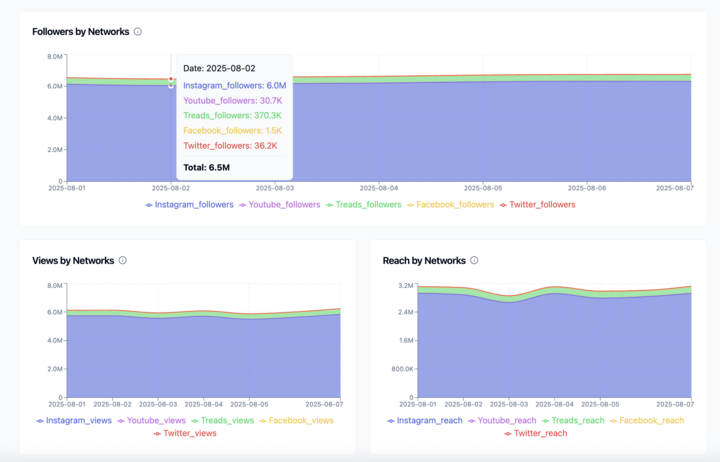 Followers by Networks
8.0M
6.0M
4.0M
2.0M
0
Date: 2025-08-02
Instagram_followers: 6.0M
Youtube_followers: 30.7K
Treads_followers: 370.3K
Facebook_followers: 1.5K
Twitter_followers: 36.2K
Total: 6.5M
2025-08-01 2025-08-02 2025-08-03 2025-08-04 2025-08-05 2025-08-06 2025-08-07
Instagram_followers Youtube_followers Treads_followers Facebook_followers Twitter_followers
Views by Networks
8.0M
6.0M
4.0M
2.0M
0
2025-08-01 2025-08-02 2025-08-03 2025-08-04 2025-08-05 2025-08-07
Instagram_views Youtube_views Treads_views Facebook_views
Twitter_views
Reach by Networks
3.2M
2.4M
1.6M
800.0K
0
2025-08-01 2025-08-02 2025-08-03 2025-08-04 2025-08-05 2025-08-07
Instagram_reach Youtube_reach Treads_reach Facebook_reach
Twitter_reach